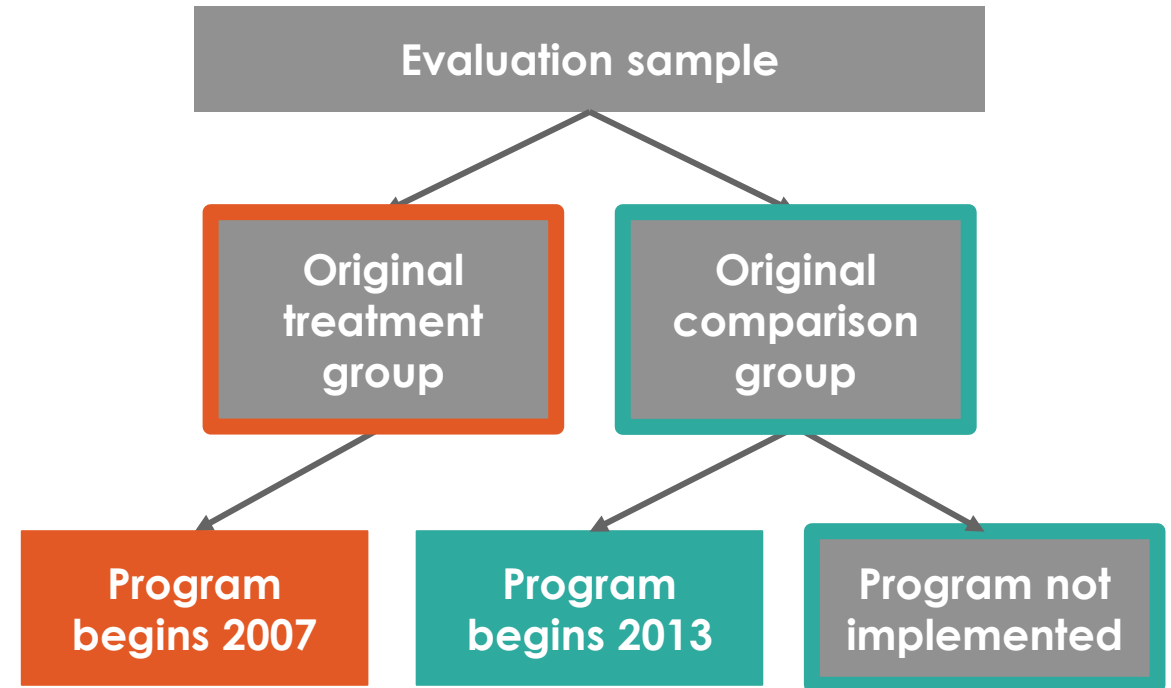 Evaluation sample
Original
treatment
group
Original
comparison
group
Program
begins 2007
Program
begins 2013
Program not
implemented